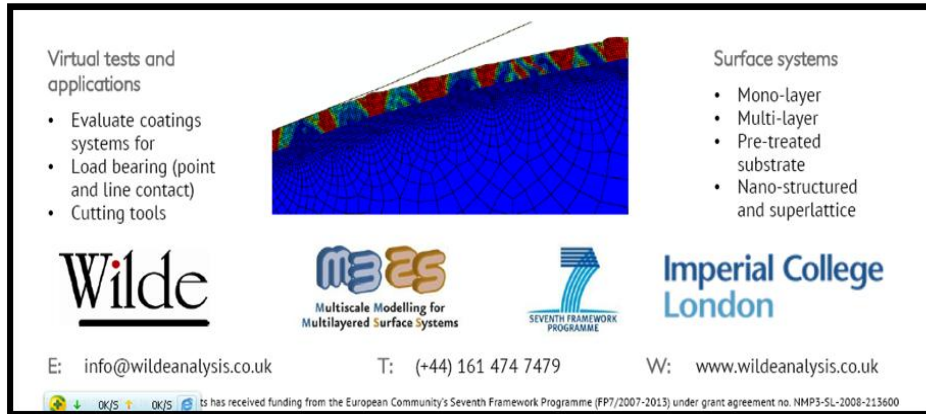 Virtual tests and
applications
• Evaluate coatings
systems for
• Load bearing (point
and line contact)
• Cutting tools
Surface systems
• Mono-layer
• Multi-layer
• Pre-treated
substrate
• Nano-structured
and superlattice
Wilde
m3 2s
Multiscale Modelling for
Multilayered Surface Systems
7
SEVENTH FRAMEWORK
PROGRAMME
Imperial College
London
E: info@wildeanalysis.co.uk
T: (+44) 161 474 7479
W: www.wildeanalysis.co.uk
0K/S 0K/S ts has received funding from the European Community's Seventh Framework Programme (FP7/2007-2013) under grant agreement no. NMP3-SL-2008-213600